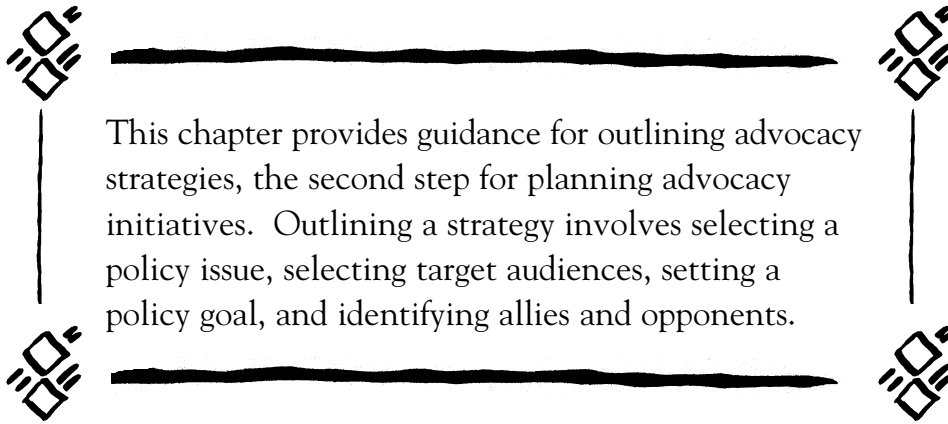 This chapter provides guidance for outlining advocacy
strategies, the second step for planning advocacy
initiatives.  Outlining a strategy involves selecting a
policy issue, selecting target audiences, setting a
policy goal, and identifying allies and opponents.